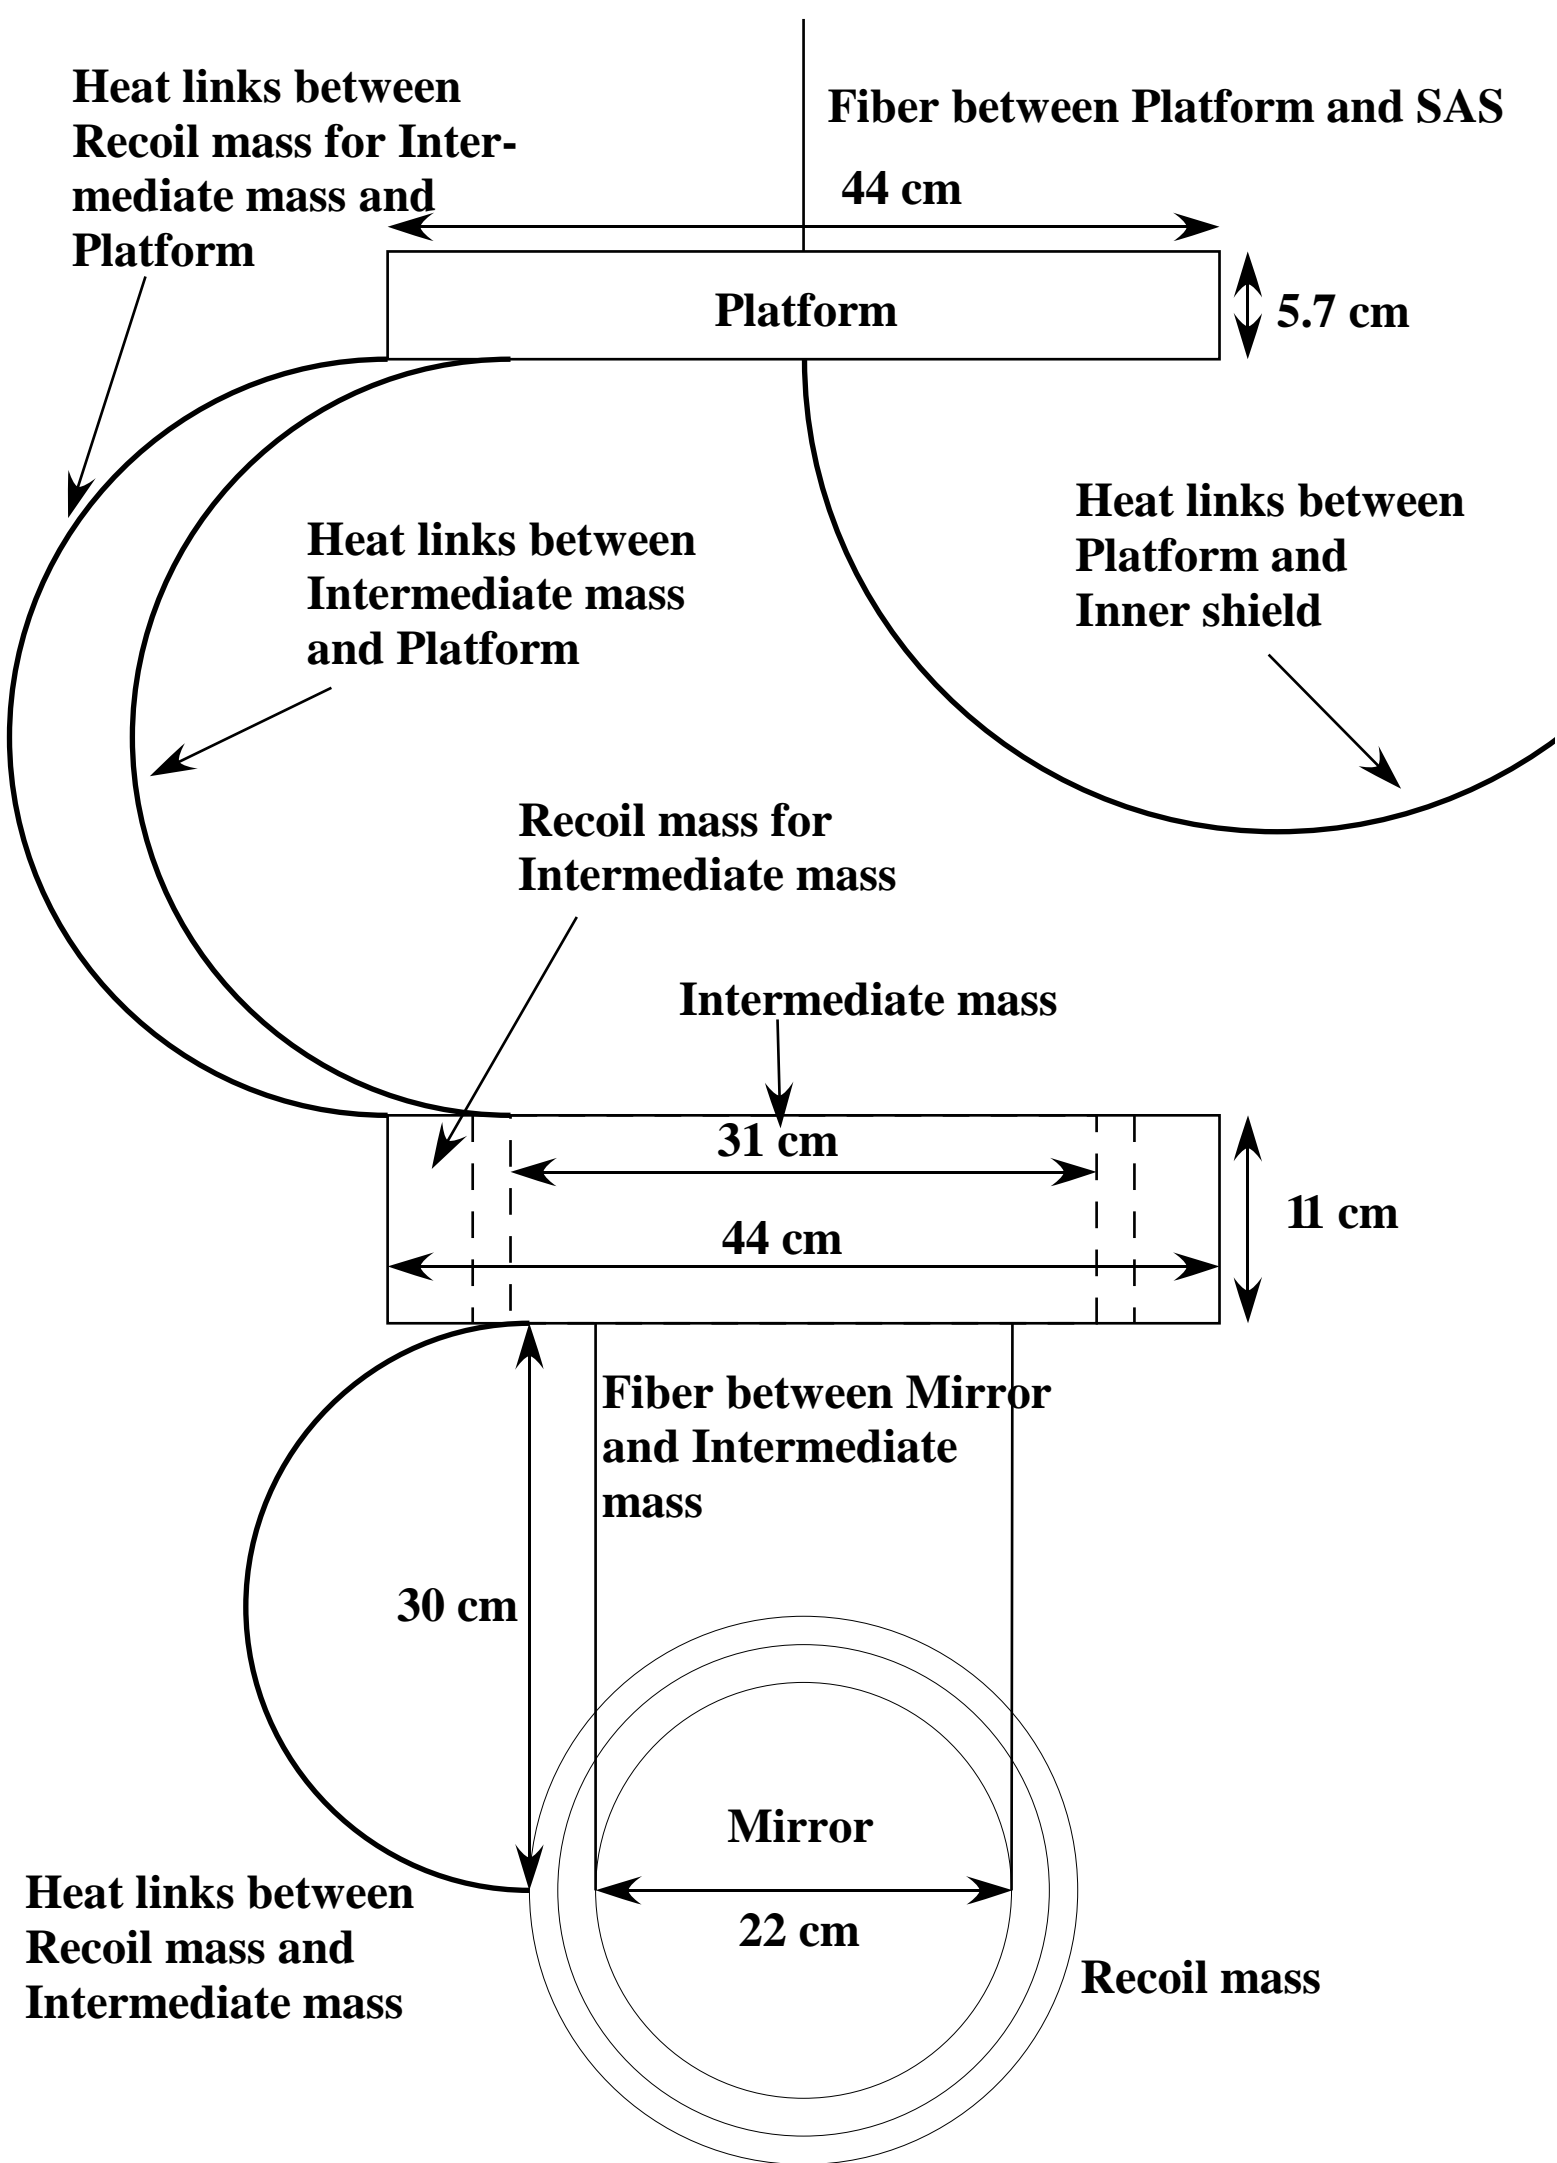 Heat links between
Recoil mass for Inter-
mediate mass and
Platform
Fiber between Platform and SAS
44 cm
Platform
5.7 cm
Heat links between
Platform and
Inner shield
Heat links between
Intermediate mass
and Platform
Recoil mass for
Intermediate mass
Intermediate mass
31 cm
44 cm
11 cm
Fiber between Mirror
and Intermediate
mass
30 cm
Mirror
22 cm
Heat links between
Recoil mass and
Intermediate mass
Recoil mass